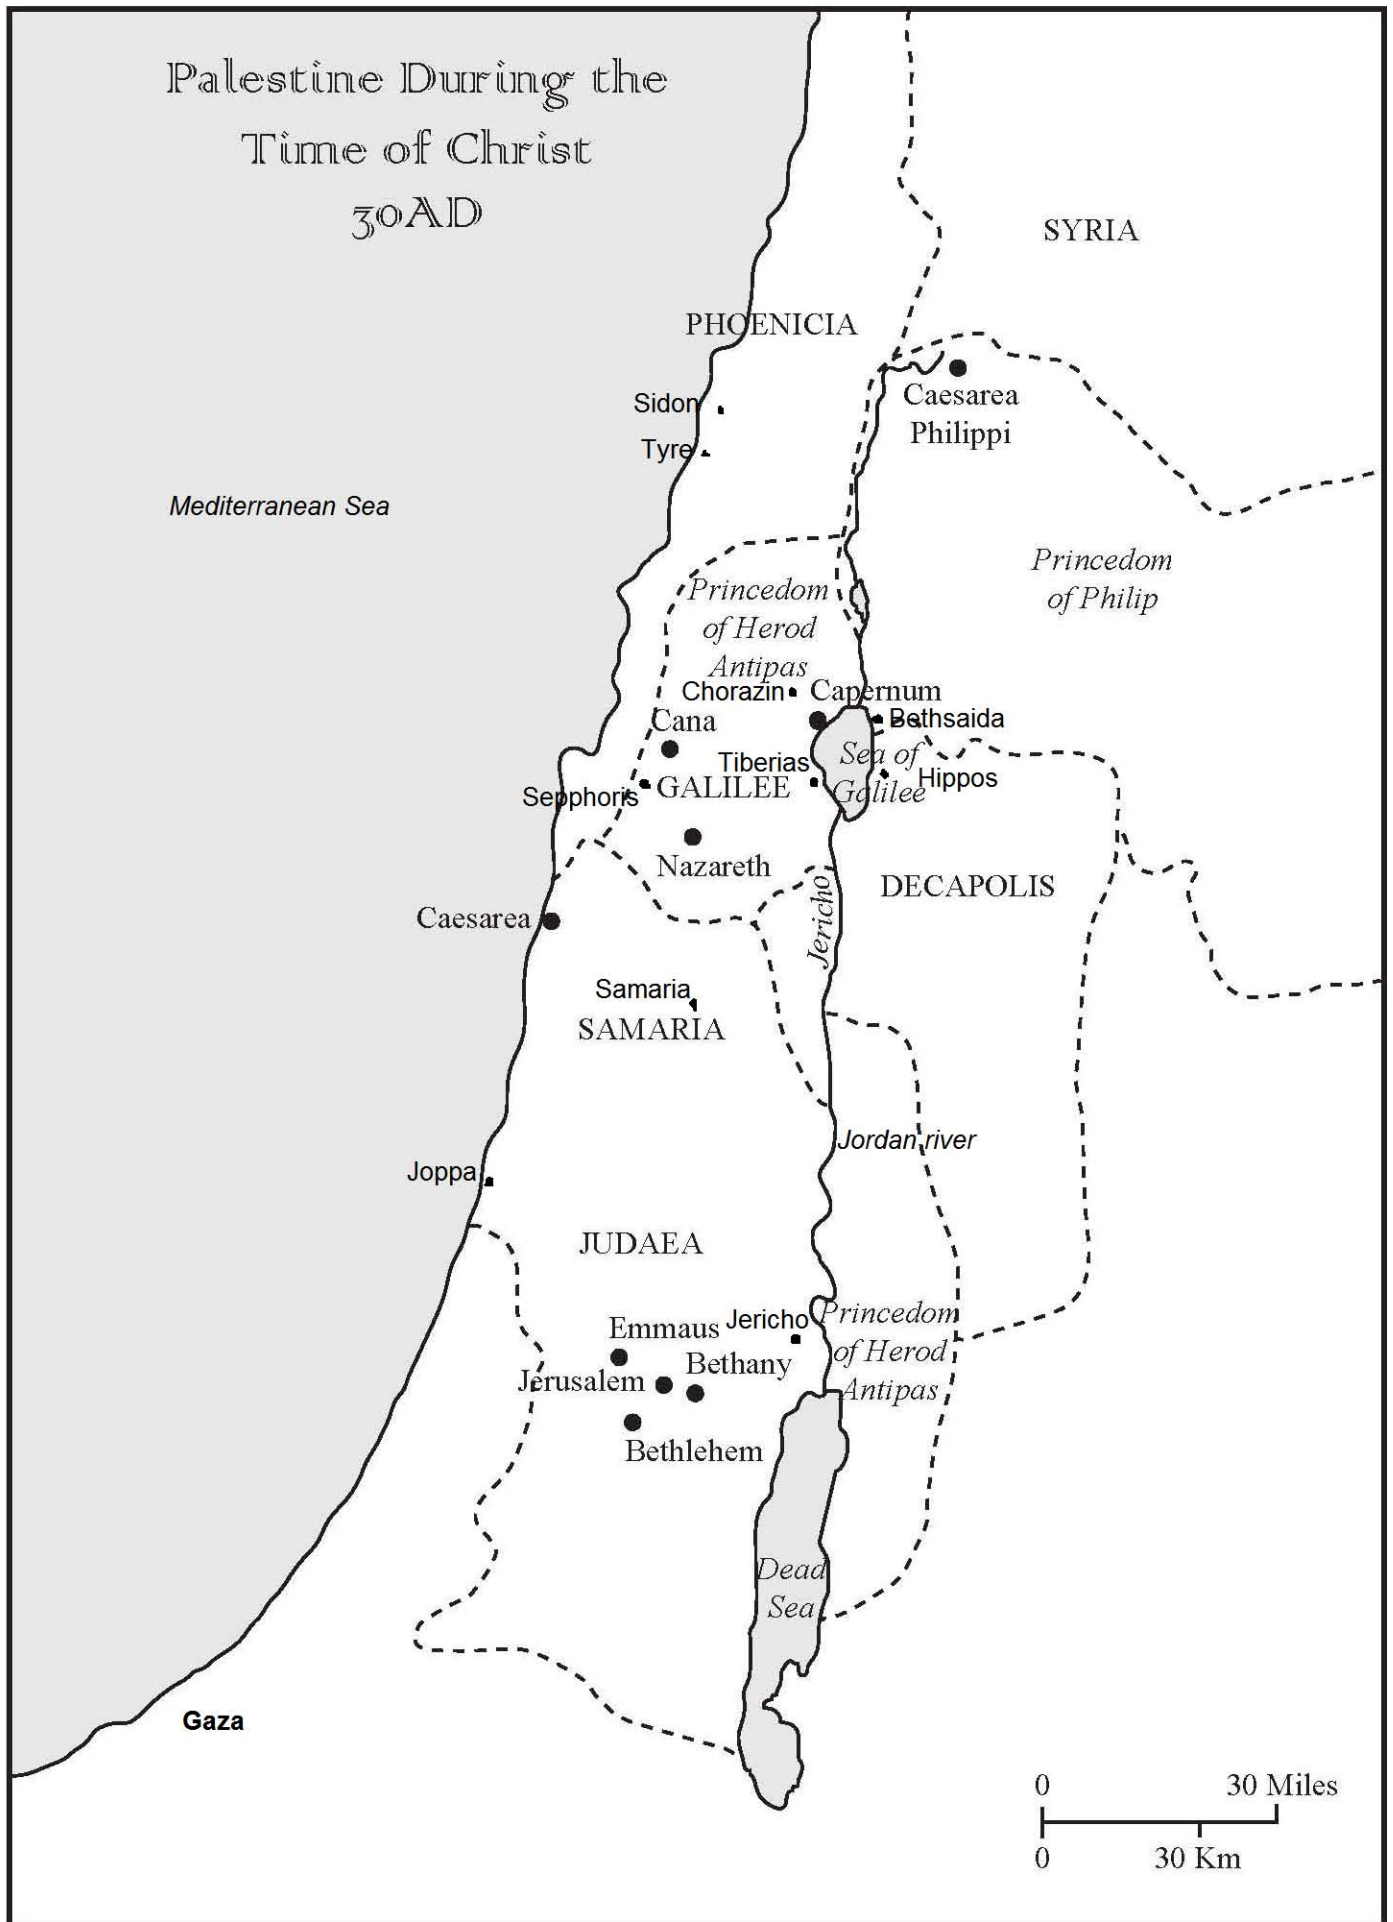 Palestine During the
Time of Christ
30AD
SYRIA
PHOENICIA
Caesarea
Philippi
Sidon
Tyre
Mediterranean Sea
Princedom
of Philip
Princedom
of Herod
Antipas
Chorazin
Capernum
Bethsaida
Cana
Sea of
Galilee
Tiberias
Hippos
GALILEE
Sepphoris
Nazareth
DECAPOLIS
Jericho
Caesarea
Samaria
SAMARIA
Jordan river
Joppa
JUDAEA
Jericho
Princedom
of Herod
Antipas
Emmaus
Bethany
Jerusalem
Bethlehem
Dead
Sea
Gaza
0 30 Miles
0 30 Km